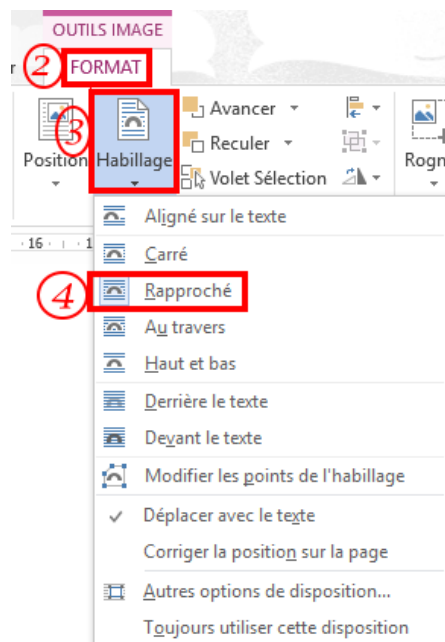 OUTILS IMAGE
r 2 FORMAT
3
Avancer
Reculer
Position Habillage Volet Sélection Rogn
16 1
Aligné sur le texte
Carré
4 Rapproché
Au travers
Haut et bas
Derrière le texte
Devant le texte
Modifier les points de l'habillage
Déplacer avec le texte
Corriger la position sur la page
Autres options de disposition...
Toujours utiliser cette disposition